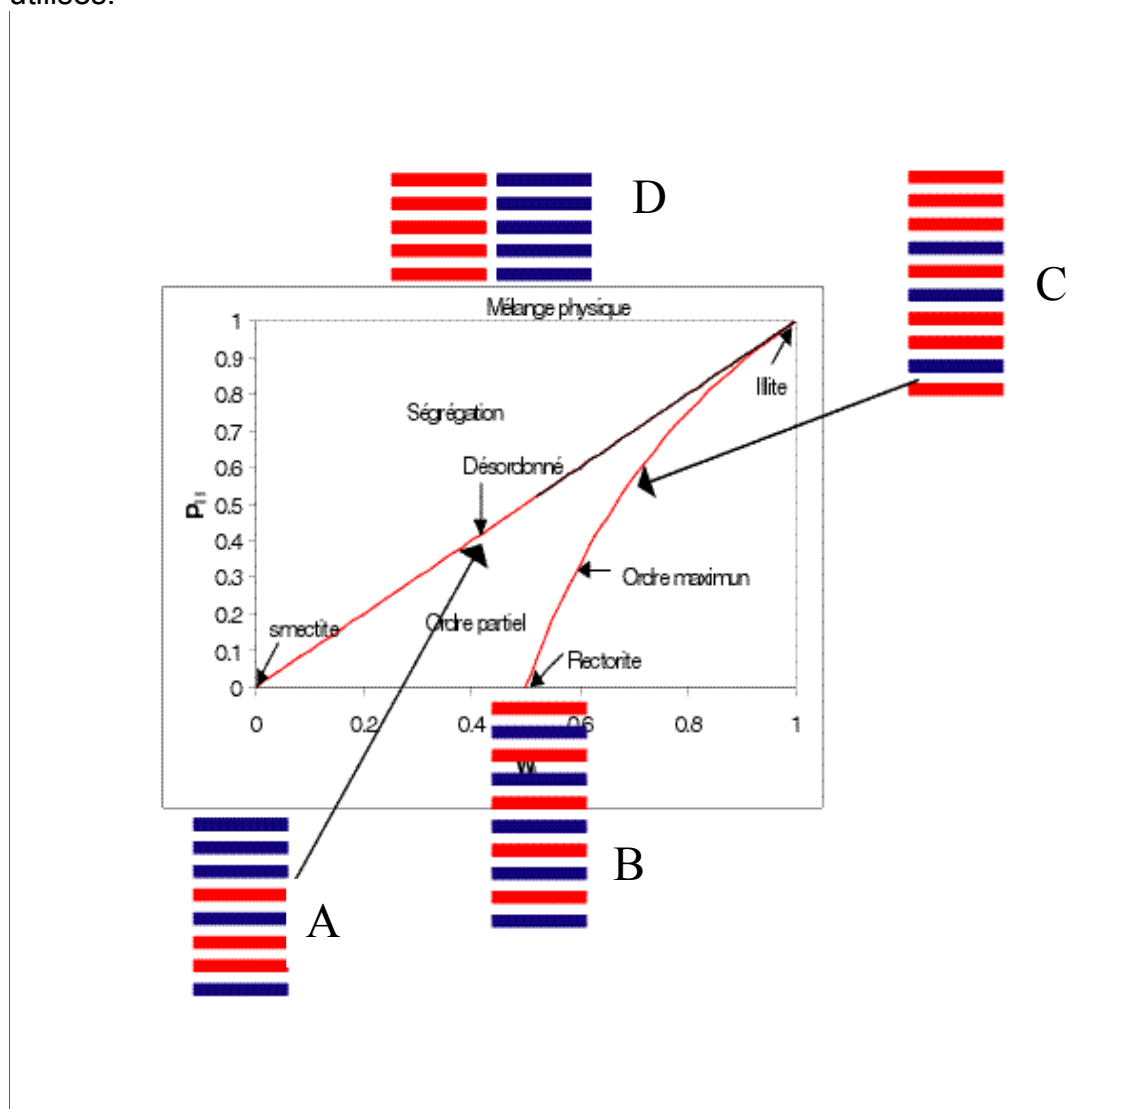 D
C
Mélange physique
1
0.9
0.8
0.7
0.6
0.5
0.4
0.3
0.2
0.1
0
Illite
Ségrégation
Désordonné
Ordre maximun
Ordre partiel
smectite
Rectorite
0 0.2 0.4 0.6 0.8 1
B
A